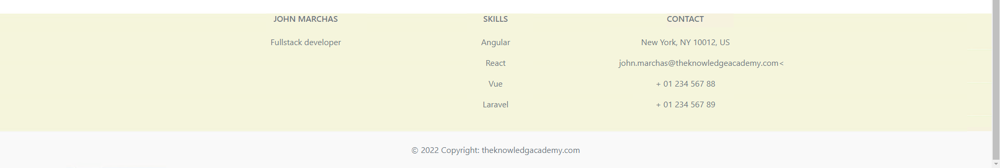 JOHN MARCHAS
Fullstack developer
SKILLS
Angular
React
Vue
Laravel
CONTACT
New York, NY 10012, US
john.marchas@theknowledgeacademy.com<
+ 01 234 567 88
+ 01 234 567 89
© 2022 Copyright: theknowledgacademy.com